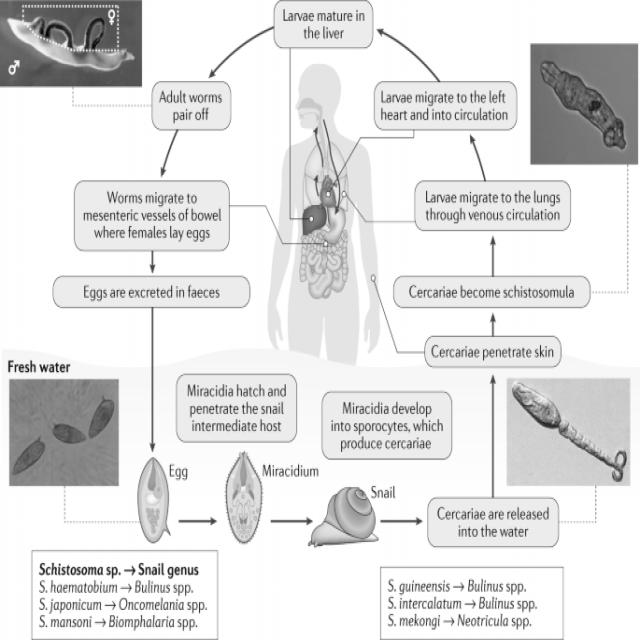 Larvae mature in
the liver
♀
♂
Adult worms
pair off
Larvae migrate to the left
heart and into circulation
Worms migrate to
mesenteric vessels of bowel
where females lay eggs
Larvae migrate to the lungs
through venous circulation
Eggs are excreted in faeces
Cercariae become schistosomula
Cercariae penetrate skin
Fresh water
Miracidia hatch and
penetrate the snail
intermediate host
Miracidia develop
into sporocytes, which
produce cercariae
Egg
Miracidium
Snail
Cercariae are released
into the water
Schistosoma sp. → Snail genus
S. haematobium → Bulinus spp.
S. japonicum → Oncomelania spp.
S. mansoni → Biomphalaria spp.
S. guineensis → Bulinus spp.
S. intercalatum → Bulinus spp.
S. mekongi → Neotricula spp.